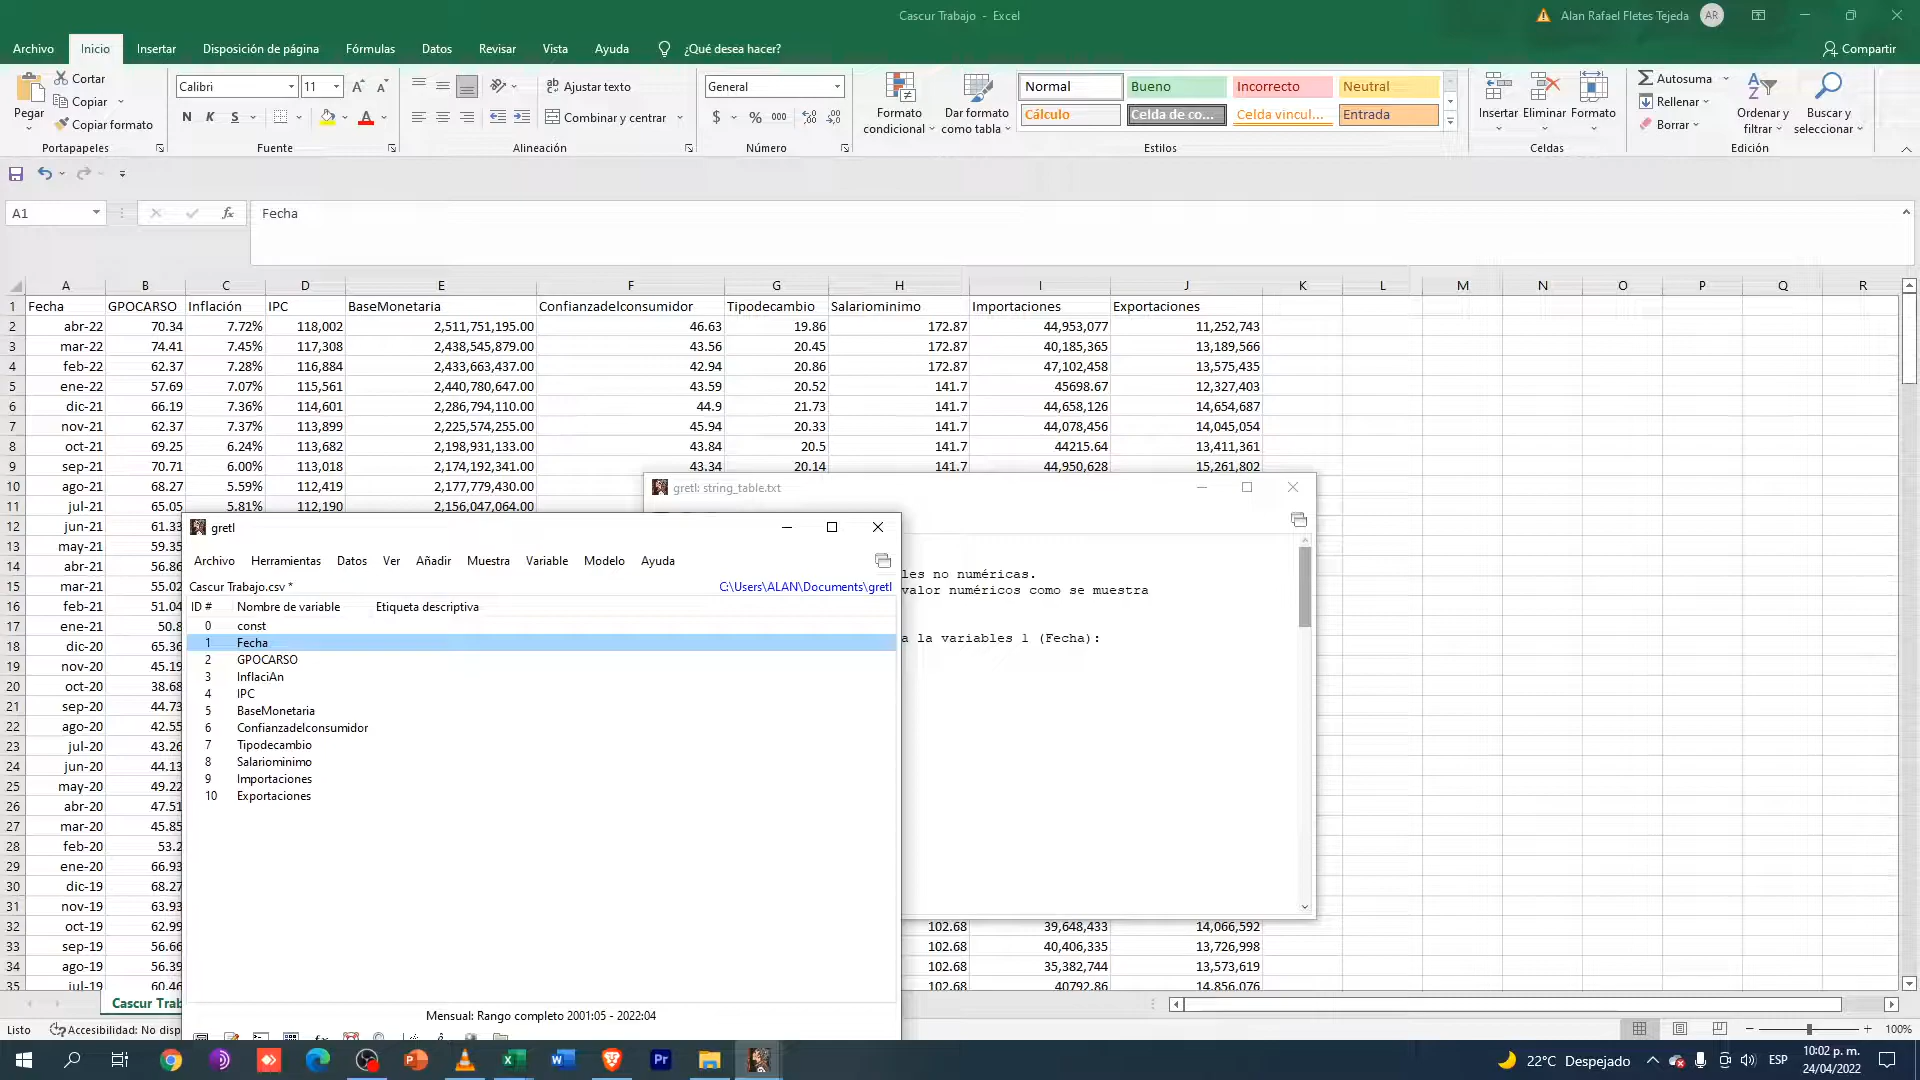 Cascur Trabajo - Excel
Alan Rafael Fletes Tejeda AR
Archivo Inicio Insertar Disposición de página Fórmulas Datos Revisar Vista Ayuda ¿Qué desea hacer? Compartir
Pegar Cortar Copiar Copiar formato
Calibri 11
N K S
Ajustar texto
Combinar y centrar
General
$ % 000
Formato condicional
Dar formato como tabla
Normal Bueno Incorrecto Neutral
Cálculo Celda de co... Celda vincul... Entrada
Insertar Eliminar Formato
Autosuma
Rellenar
Borrar
Ordenar y filtrar
Buscar y seleccionar
Portapapeles Fuente Alineación Número Estilos Celdas Edición
A1 fx Fecha
A B C D E F G H I J K L M N O P Q R
1 Fecha GPOCARSO Inflación IPC BaseMonetaria Confianzadelconsumidor Tipodecambio Salariominimo Importaciones Exportaciones
2 abr-22 70.34 7.72% 118,002 2,511,751,195.00 46.63 19.86 172.87 44,953,077 11,252,743
3 mar-22 74.41 7.45% 117,308 2,438,545,879.00 43.56 20.45 172.87 40,185,365 13,189,566
4 feb-22 62.37 7.28% 116,884 2,433,663,437.00 42.94 20.86 172.87 47,102,458 13,575,435
5 ene-22 57.69 7.07% 115,561 2,440,780,647.00 43.59 20.52 141.7 45698.67 12,327,403
6 dic-21 66.19 7.36% 114,601 2,286,794,110.00 44.9 21.73 141.7 44,658,126 14,654,687
7 nov-21 62.37 7.37% 113,899 2,225,574,255.00 45.94 20.33 141.7 44,078,456 14,045,054
8 oct-21 69.25 6.24% 113,682 2,198,931,133.00 43.84 20.5 141.7 44215.64 13,411,361
9 sep-21 70.71 6.00% 113,018 2,174,192,341.00 43.34 20.14 141.7 44,950,628 15,261,802
10 ago-21 68.27 5.59% 112,419 2,177,779,430.00
11 jul-21 65.05 5.81% 112,190 2,156,047,064.00
12 jun-21 61.33
13 may-21 59.35
14 abr-21 56.86
15 mar-21 55.02
16 feb-21 51.04
17 ene-21 50.8
18 dic-20 65.36
19 nov-20 45.19
20 oct-20 38.68
21 sep-20 44.73
22 ago-20 42.55
23 jul-20 43.26
24 jun-20 44.13
25 may-20 49.22
26 abr-20 47.51
27 mar-20 45.85
28 feb-20 53.2
29 ene-20 66.93
30 dic-19 68.27
31 nov-19 63.93
32 oct-19 62.99 102.68 39,648,433 14,066,592
33 sep-19 56.66 102.68 40,406,335 13,726,998
34 ago-19 56.39 102.68 35,382,744 13,573,619
35 jul-19 60.46 102.68 40792.86 14,856,076
gretl: string_table.txt
les no numéricas.
valor numéricos como se muestra
a la variables 1 (Fecha):
gretl
Archivo Herramientas Datos Ver Añadir Muestra Variable Modelo Ayuda
Cascur Trabajo.csv * C:\Users\ALAN\Documents\gretl
ID # Nombre de variable Etiqueta descriptiva
0 const
1 Fecha
2 GPOCARSO
3 InflaciAn
4 IPC
5 BaseMonetaria
6 Confianzadelconsumidor
7 Tipodecambio
8 Salariominimo
9 Importaciones
10 Exportaciones
Mensual: Rango completo 2001:05 - 2022:04
Cascur Trab
Listo Accesibilidad: No disp
100%
22°C Despejado ESP 10:02 p. m.
24/04/2022